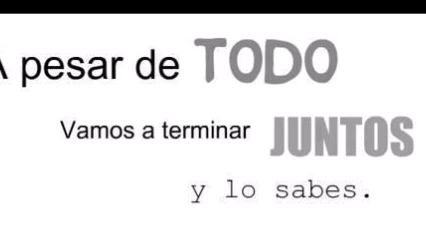 A pesar de TODO
Vamos a terminar JUNTOS
y lo sabes.